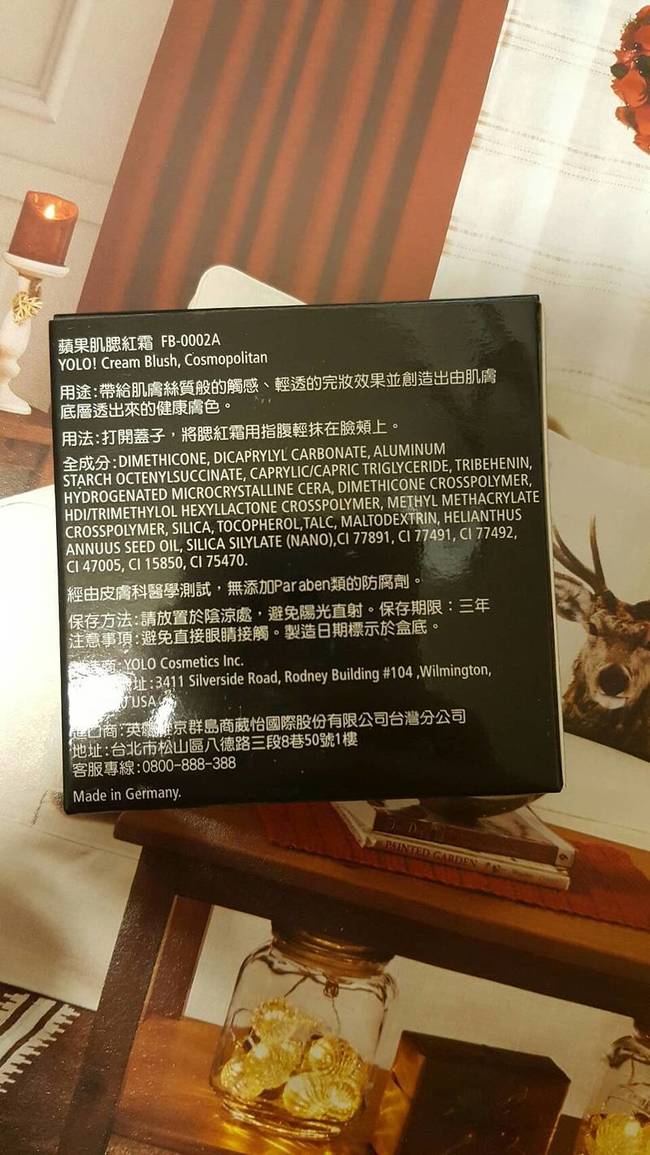 蘋果肌腮紅霜 FB-0002A
YOLO! Cream Blush, Cosmopolitan
用途:帶給肌膚絲質般的觸感、輕透的完妝效果並創造出由肌膚
底層透出來的健康膚色。
用法:打開蓋子，將腮紅霜用指腹輕抹在臉頰上。
全成分:DIMETHICONE, DICAPRYLYL CARBONATE, ALUMINUM
STARCH OCTENYLSUCCINATE, CAPRYLIC/CAPRIC TRIGLYCERIDE, TRIBEHENIN,
HYDROGENATED MICROCRYSTALLINE CERA, DIMETHICONE CROSSPOLYMER,
HDI/TRIMETHYLOL HEXYLLACTONE CROSSPOLYMER, METHYL METHACRYLATE
CROSSPOLYMER, SILICA, TOCOPHEROL,TALC, MALTODEXTRIN, HELIANTHUS
ANNUUS SEED OIL, SILICA SILYLATE (NANO),CI 77891, CI 77491, CI 77492,
CI 47005, CI 15850, CI 75470.
經由皮膚科醫學測試，無添加Paraben類的防腐劑。
保存方法:請放置於陰涼處，避免陽光直射。保存期限：三年
注意事項:避免直接眼睛接觸。製造日期標示於盒底。
商:YOLO Cosmetics Inc.
址:3411 Silverside Road, Rodney Building #104 ,Wilmington,
USA
口商:英京群島商葳怡國際股份有限公司台灣分公司
地址:台北市松山區八德路三段8巷50號1樓
客服專線:0800-888-388
Made in Germany.
PAINTED GARDEN